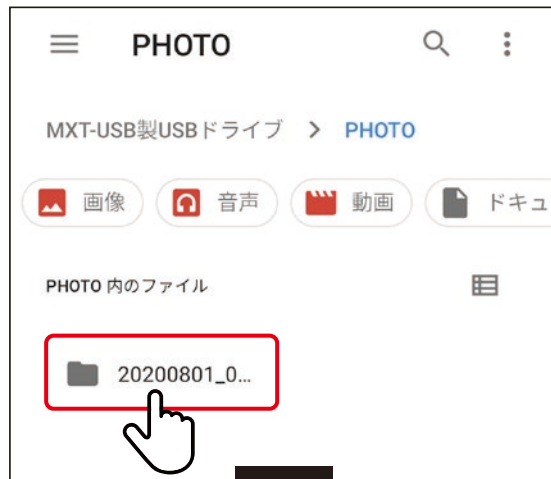 PHOTO
MXT-USB製USBドライブ > PHOTO
画像 音声 動画 ドキュ
PHOTO 内のファイル
20200801_0...